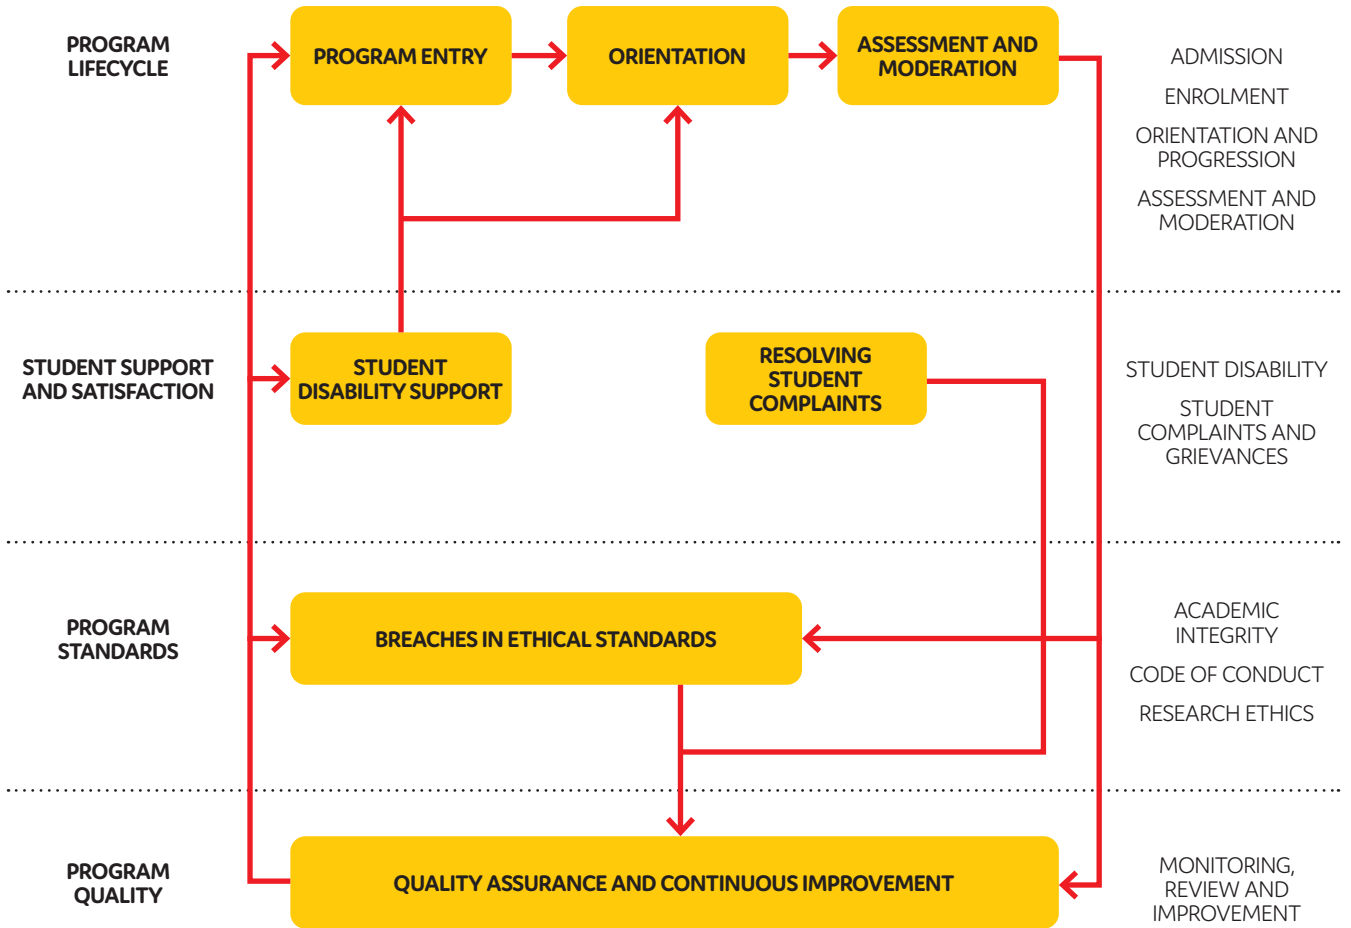 PROGRAM
LIFECYCLE
PROGRAM ENTRY
ORIENTATION
ASSESSMENT AND
MODERATION
ADMISSION
ENROLMENT
ORIENTATION AND
PROGRESSION
ASSESSMENT AND
MODERATION
STUDENT SUPPORT
AND SATISFACTION
STUDENT
DISABILITY SUPPORT
RESOLVING
STUDENT
COMPLAINTS
STUDENT DISABILITY
STUDENT
COMPLAINTS AND
GRIEVANCES
PROGRAM
STANDARDS
BREACHES IN ETHICAL STANDARDS
ACADEMIC
INTEGRITY
CODE OF CONDUCT
RESEARCH ETHICS
PROGRAM
QUALITY
QUALITY ASSURANCE AND CONTINUOUS IMPROVEMENT
MONITORING,
REVIEW AND
IMPROVEMENT